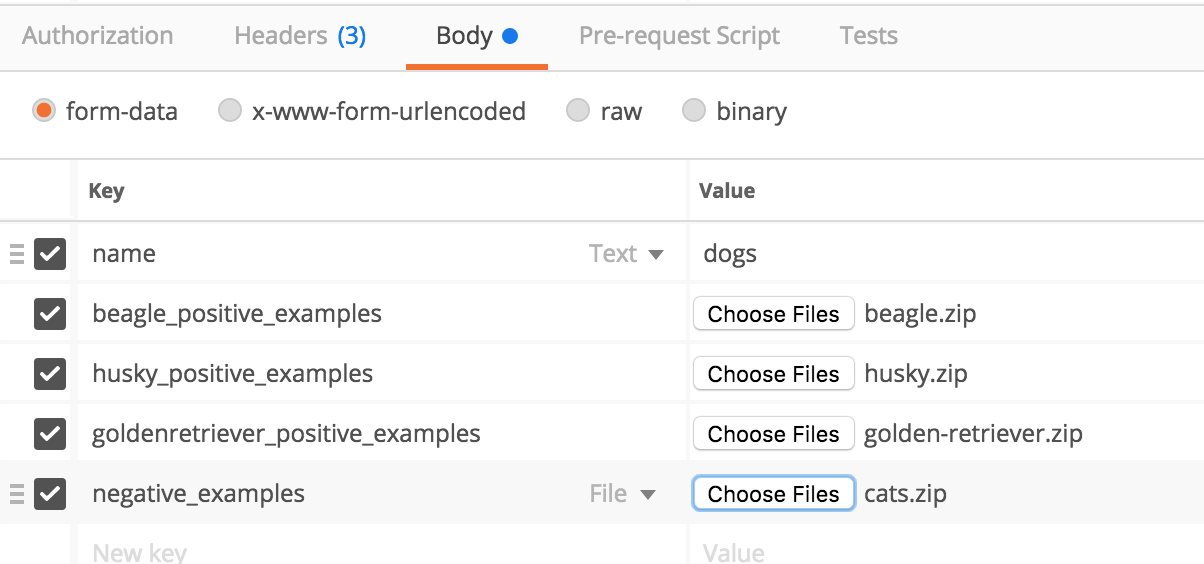 Authorization Headers (3) Body Pre-request Script Tests
form-data x-www-form-urlencoded raw binary
Key Value
name Text dogs
beagle_positive_examples Choose Files beagle.zip
husky_positive_examples Choose Files husky.zip
goldenretriever_positive_examples Choose Files golden-retriever.zip
negative_examples File Choose Files cats.zip
New key Value